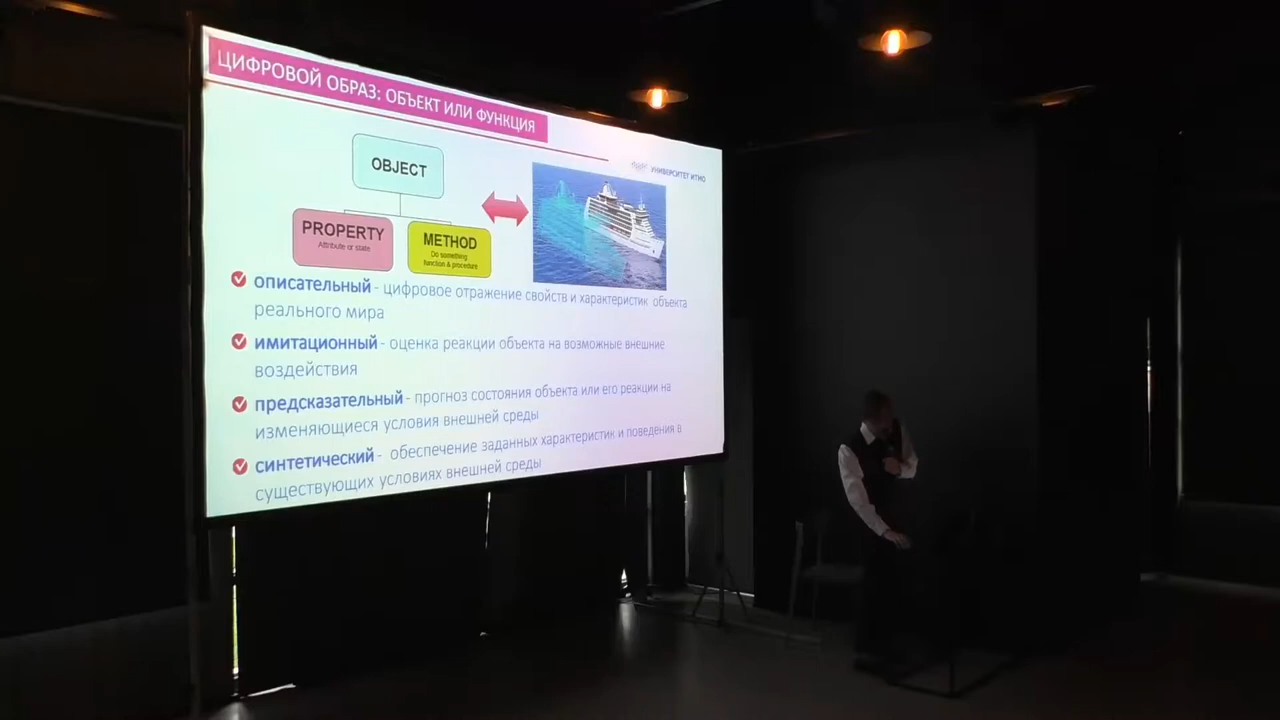 ЦИФРОВОЙ ОБРАЗ: ОБЪЕКТ ИЛИ ФУНКЦИЯ
УНИВЕРСИТЕТ ИТМО
OBJECT
PROPERTY
Attribute or state
METHOD
Do something
function & procedure
описательный - цифровое отражение свойств и характеристик объекта
реального мира
имитационный - оценка реакции объекта на возможные внешние
воздействия
предсказательный - прогноз состояния объекта или его реакции на
изменяющиеся условия внешней среды
синтетический - обеспечение заданных характеристик и поведения в
существующих условиях внешней среды